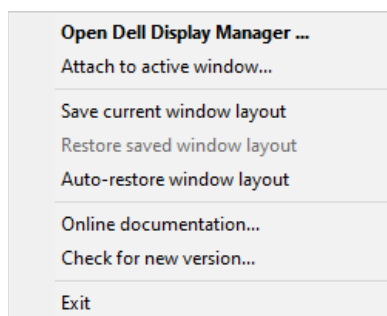 Open Dell Display Manager ...
Attach to active window...
Save current window layout
Restore saved window layout
Auto-restore window layout
Online documentation...
Check for new version...
Exit